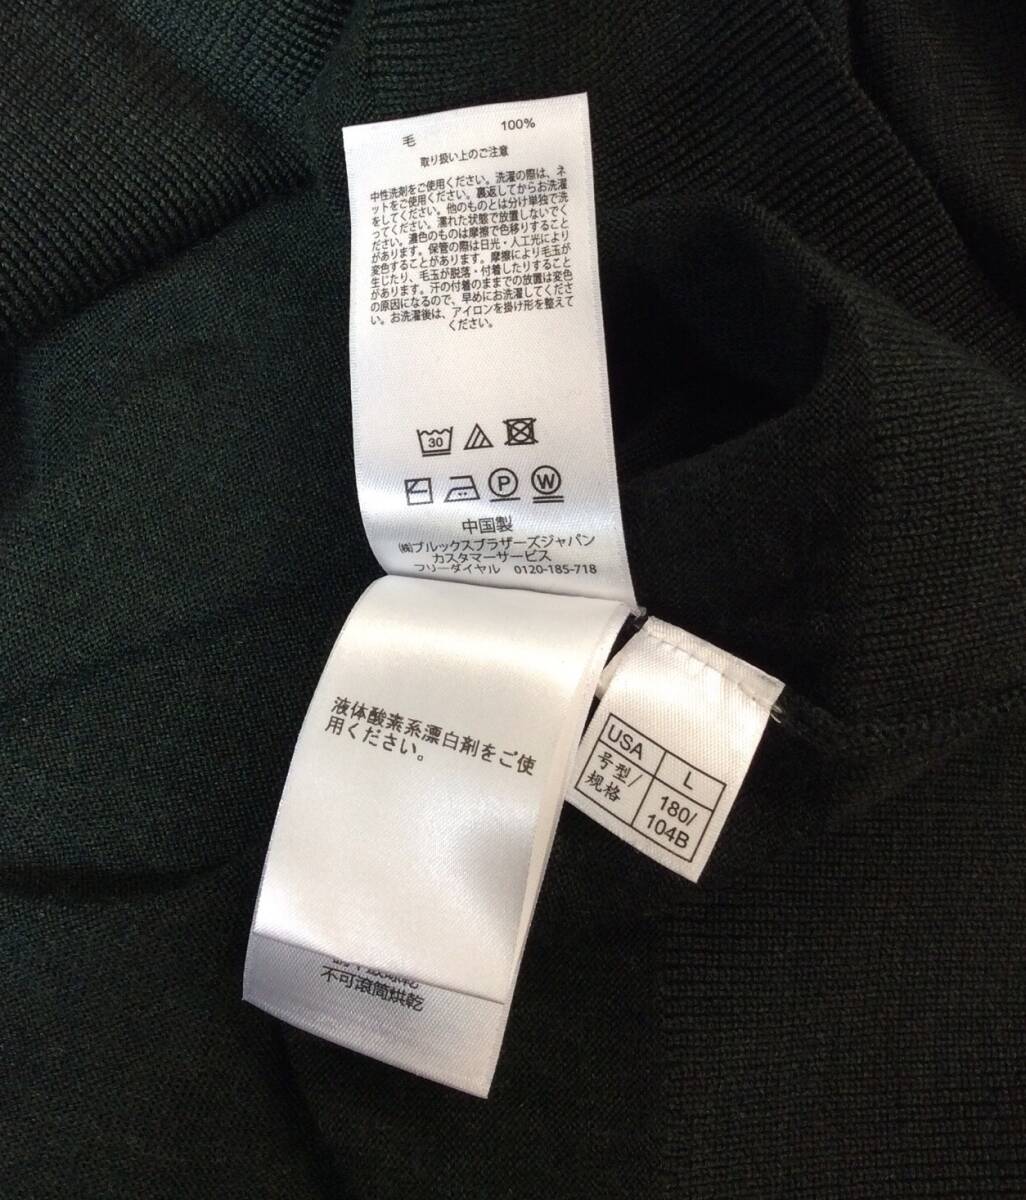 毛 100%
取り扱い上のご注意
中性洗剤をご使用ください。洗濯の際は、ネ
ットをご使用ください。裏返してからお洗濯
をしてください。他のものとは分け単独で洗
ってください。濡れた状態で放置しないでく
ださい。濃色のものは摩擦で色移りすること
があります。保管の際は日光・人工光により
変色することがあります。摩擦により毛玉が
生じたり、毛玉が脱落・付着したりすること
があります。汗の付着のままでの放置は変色
の原因になるので、早めにお洗濯してくださ
い。お洗濯後は、アイロンを掛け形を整えて
ください。
30
P W
中国製
㈱ブルックスブラザーズジャパン
カスタマーサービス
フリーダイヤル 0120-185-718
液体酸素系漂白剤をご使
用ください。
不可滾筒烘乾
USA L
号型/
规格
180/
104B